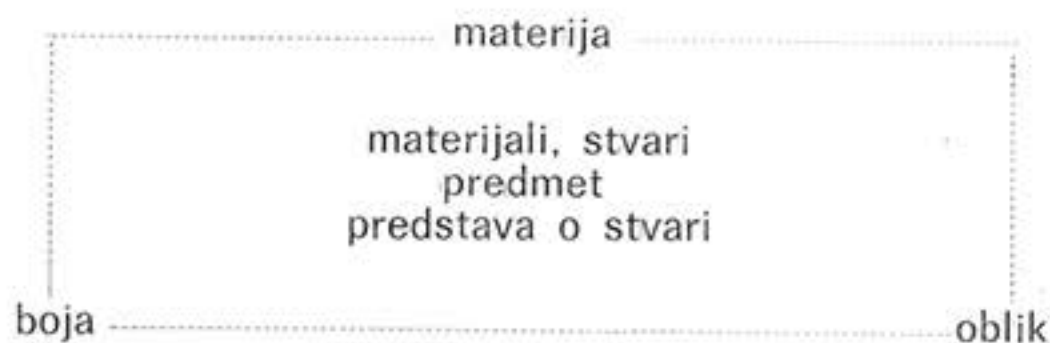 materija
materijali, stvari
predmet
predstava o stvari
boja
oblik